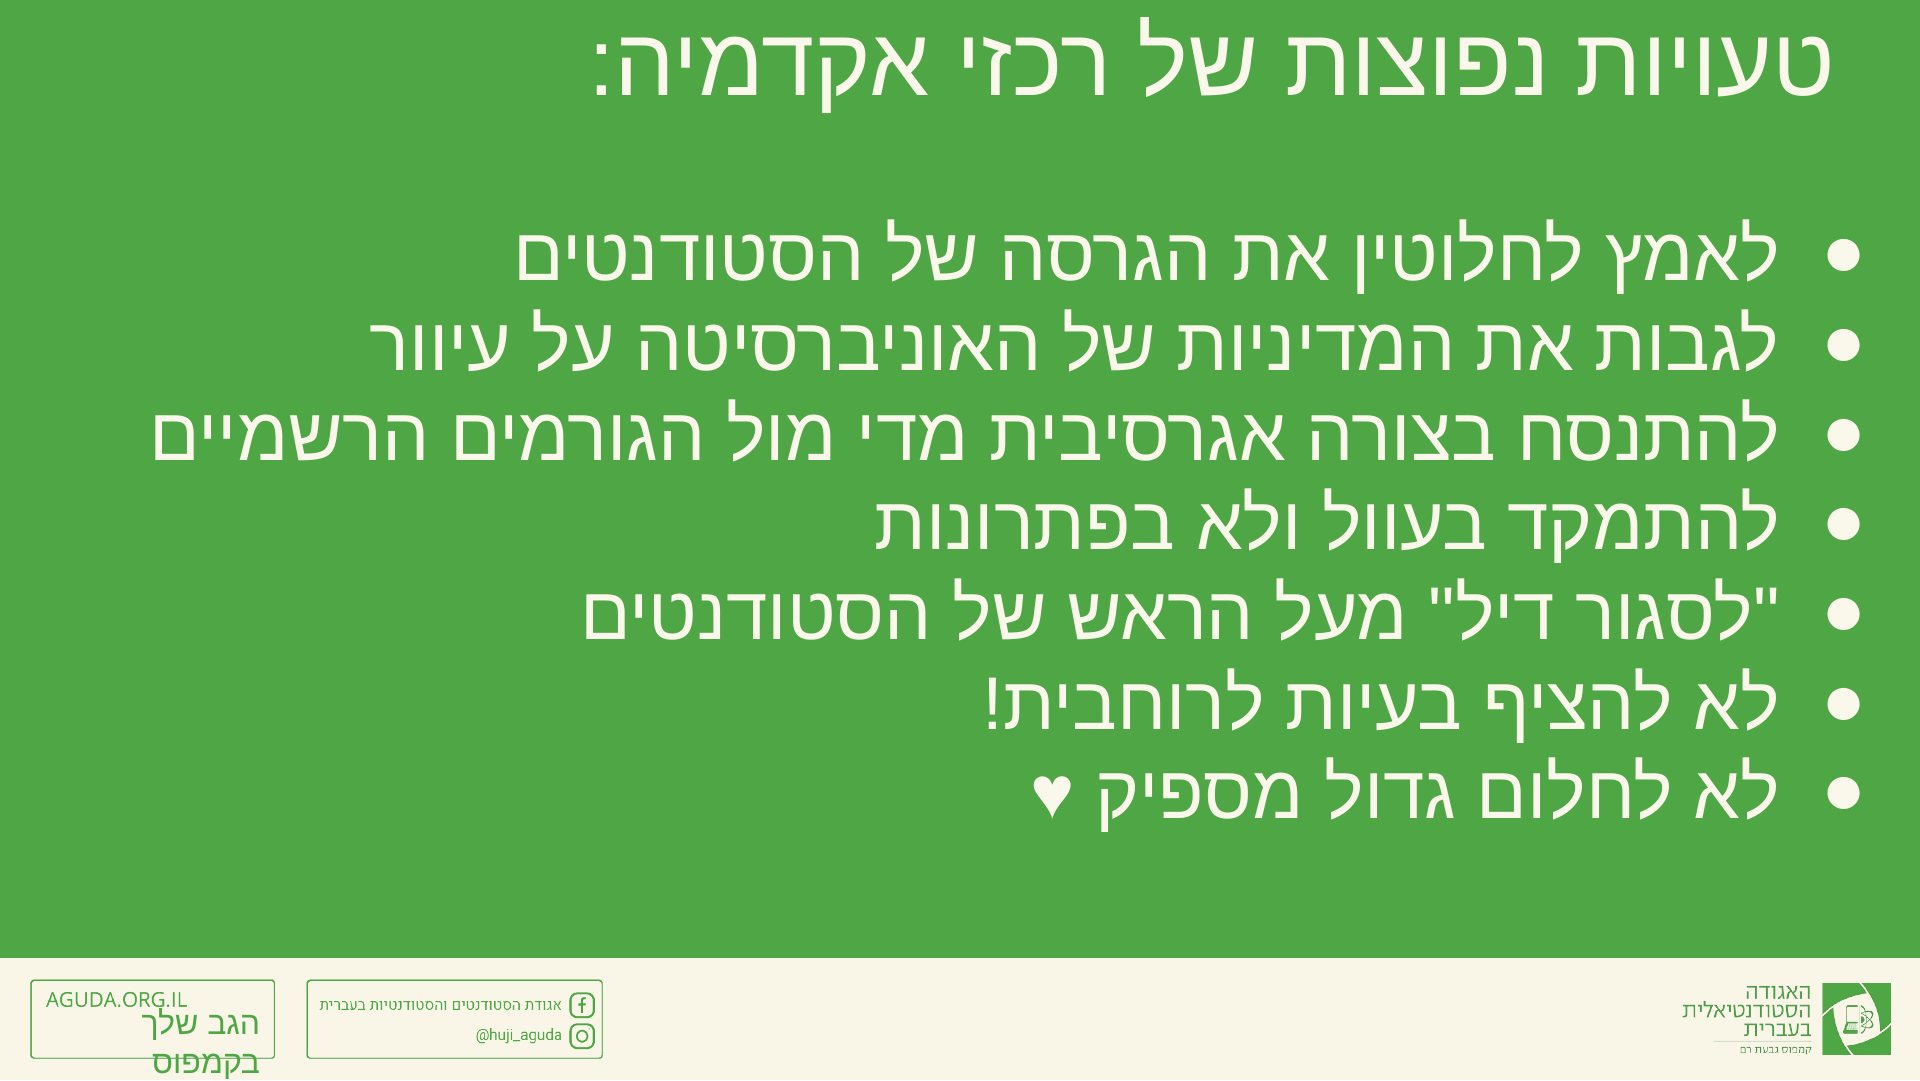 טעויות נפוצות של רכזי אקדמיה:
● לאמץ לחלוטין את הגרסה של הסטודנטים
● לגבות את המדיניות של האוניברסיטה על עיוור
● להתנסח בצורה אגרסיבית מדי מול הגורמים הרשמיים
● להתמקד בעוול ולא בפתרונות
● "לסגור דיל" מעל הראש של הסטודנטים
● לא להציף בעיות לרוחבית!
● לא לחלום גדול מספיק ♥
האגודה
הסטודנטיאלית
בעברית
קמפוס גבעת רם
אגודת הסטודנטים והסטודנטיות בעברית
@huji_aguda
AGUDA.ORG.IL
הגב שלך
בקמפוס